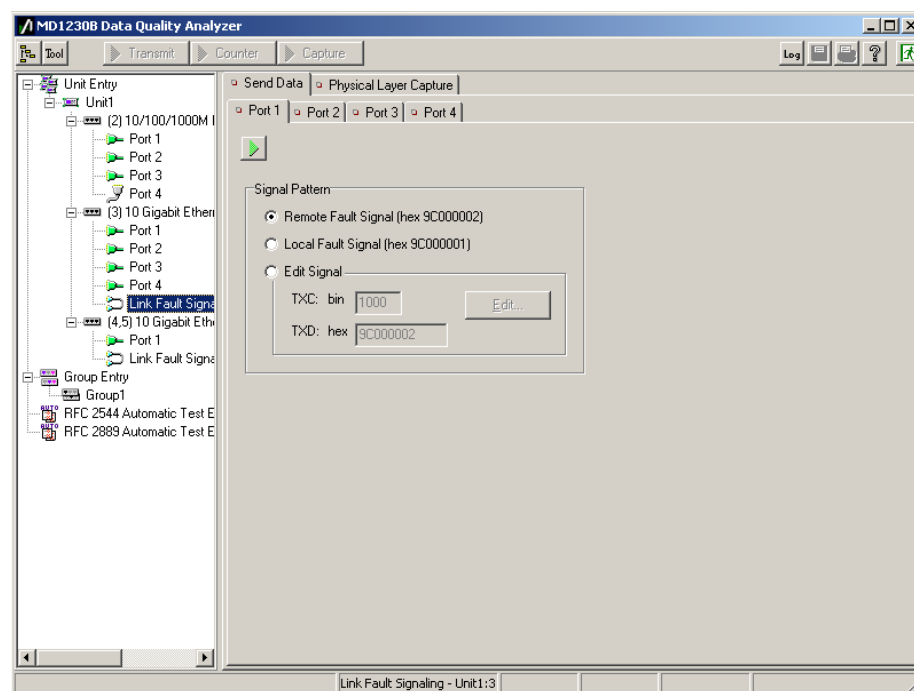 MD1230B Data Quality Analyzer
Tool Transmit Counter Capture Log
Unit Entry
Unit1
(2) 10/100/1000M
Port 1
Port 2
Port 3
Port 4
(3) 10 Gigabit Ethern
Port 1
Port 2
Port 3
Port 4
Link Fault Signa
(4,5) 10 Gigabit Eth
Port 1
Link Fault Signa
Group Entry
Group1
AUTO RFC 2544 Automatic Test E
AUTO RFC 2889 Automatic Test E
Send Data Physical Layer Capture
Port 1 Port 2 Port 3 Port 4
Signal Pattern
Remote Fault Signal (hex 9C000002)
Local Fault Signal (hex 9C000001)
Edit Signal
TXC: bin 1000 Edit...
TXD: hex 9C000002
Link Fault Signaling - Unit1:3